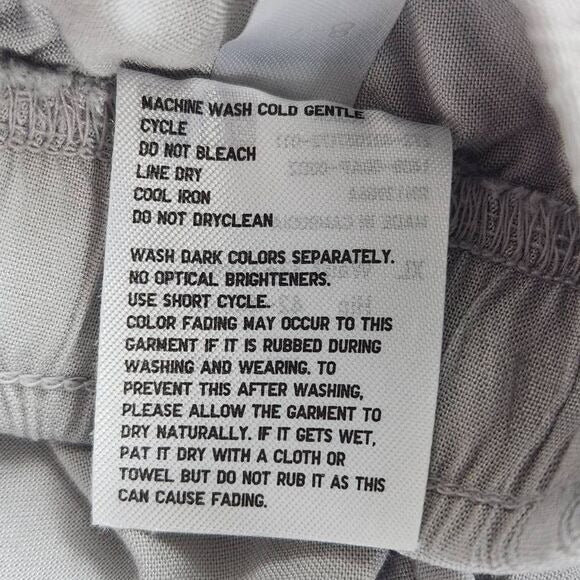 MACHINE WASH COLD GENTLE
CYCLE
DO NOT BLEACH
LINE DRY
COOL IRON
DO NOT DRYCLEAN
WASH DARK COLORS SEPARATELY.
NO OPTICAL BRIGHTENERS.
USE SHORT CYCLE.
COLOR FADING MAY OCCUR TO THIS
GARMENT IF IT IS RUBBED DURING
WASHING AND WEARING. TO
PREVENT THIS AFTER WASHING,
PLEASE ALLOW THE GARMENT TO
DRY NATURALLY. IF IT GETS WET,
PAT IT DRY WITH A CLOTH OR
TOWEL BUT DO NOT RUB IT AS THIS
CAN CAUSE FADING.